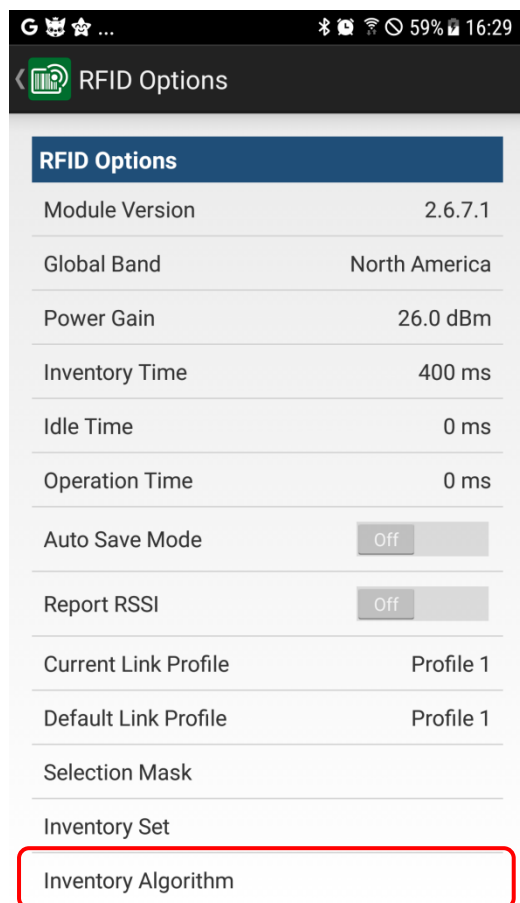 G ... 59% 16:29
RFID Options
RFID Options
Module Version 2.6.7.1
Global Band North America
Power Gain 26.0 dBm
Inventory Time 400 ms
Idle Time 0 ms
Operation Time 0 ms
Auto Save Mode Off
Report RSSI Off
Current Link Profile Profile 1
Default Link Profile Profile 1
Selection Mask
Inventory Set
Inventory Algorithm